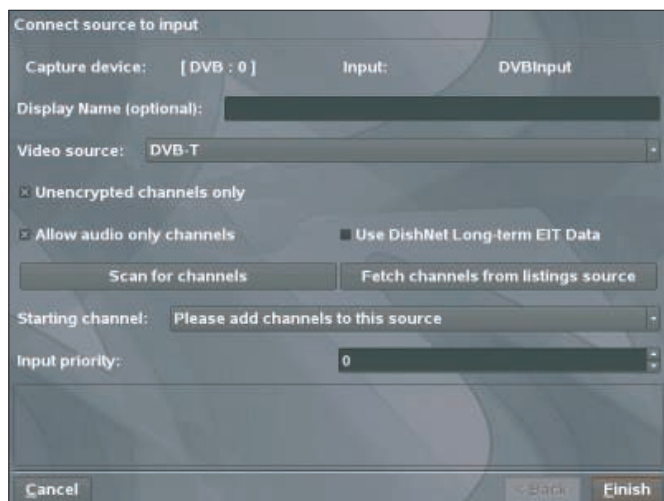 Connect source to input
Capture device: [ DVB : 0 ] Input: DVBInput
Display Name (optional):
Video source: DVB-T
Unencrypted channels only
Allow audio only channels Use DishNet Long-term EIT Data
Scan for channels Fetch channels from listings source
Starting channel: Please add channels to this source
Input priority: 0
Cancel < Back Finish